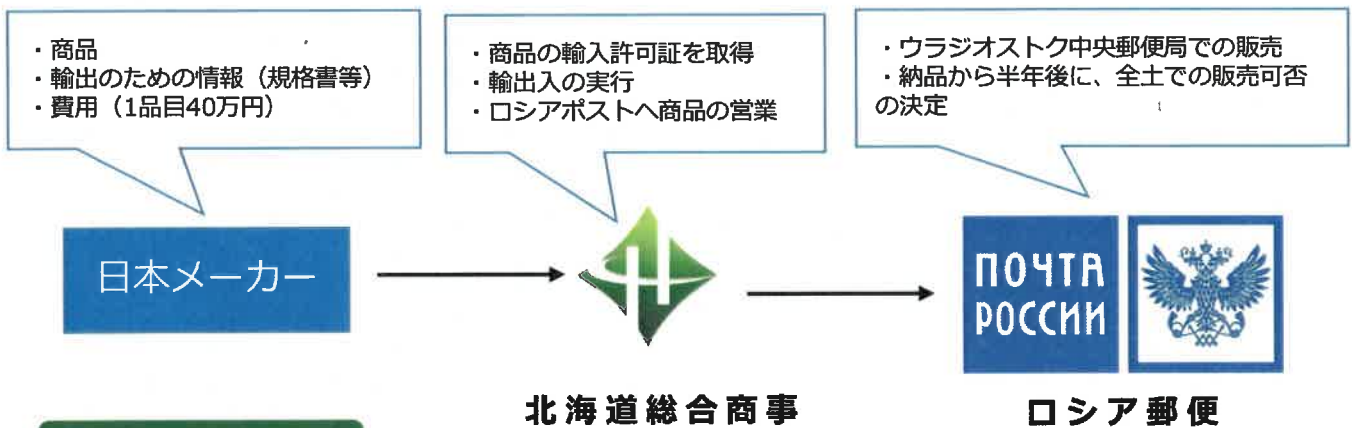 ・商品
・輸出のための情報（規格書等）
・費用（1品目40万円）
・商品の輸入許可証を取得
・輸出入の実行
・ロシアポストへ商品の営業
・ウラジオストク中央郵便局での販売
・納品から半年後に、全土での販売可否
の決定
日本メーカー
ПОЧТА
РОССИИ
北海道総合商事
ロシア郵便